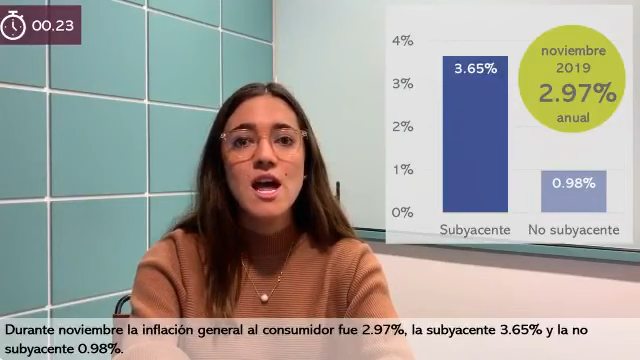 00.23
4%
3%
2%
1%
0%
3.65%
0.98%
Subyacente
No subyacente
noviembre
2019
2.97%
anual
Durante noviembre la inflación general al consumidor fue 2.97%, la subyacente 3.65% y la no
subyacente 0.98%.